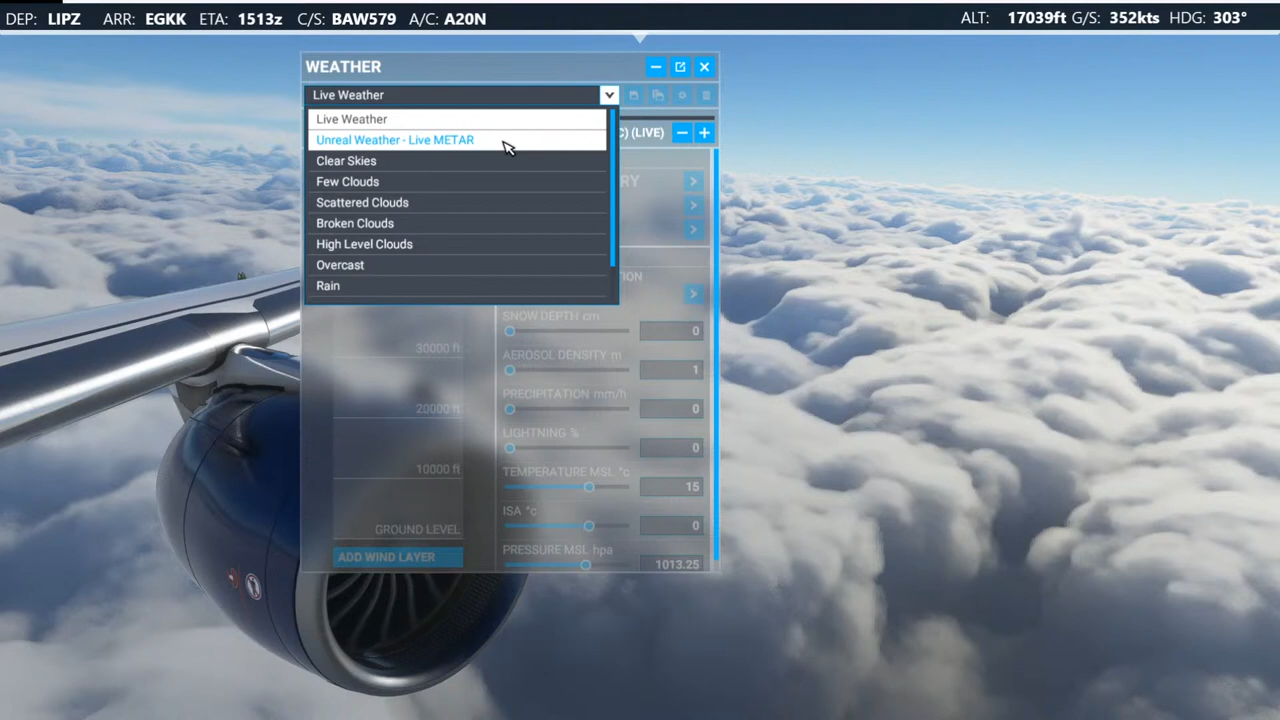 DEP: LIPZ ARR: EGKK ETA: 1513z C/S: BAW579 A/C: A20N ALT: 17039ft G/S: 352kts HDG: 303°
WEATHER
Live Weather
Live Weather
C) (LIVE)
Unreal Weather - Live METAR
Clear Skies
Few Clouds
RY
Scattered Clouds
Broken Clouds
High Level Clouds
Overcast
ION
Rain
SNOW DEPTH cm
0
30000 ft
AEROSOL DENSITY m
1
PRECIPITATION mm/h
0
20000 ft
LIGHTNING %
0
10000 ft
TEMPERATURE MSL °c
15
ISA °c
0
GROUND LEVEL
ADD WIND LAYER
PRESSURE MSL hpa
1013.25